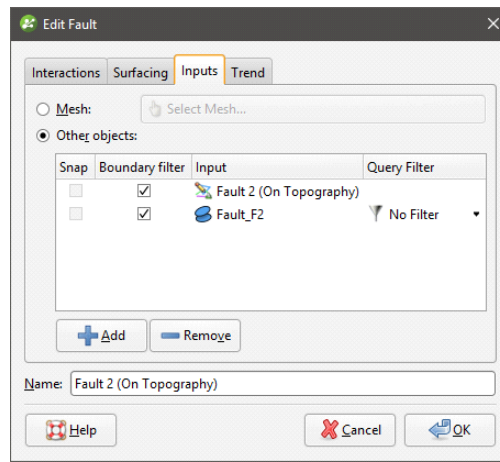 Edit Fault
Interactions Surfacing Inputs Trend
Mesh: Select Mesh...
Other objects:
Snap Boundary filter Input Query Filter
Fault 2 (On Topography)
Fault_F2 No Filter
Add Remove
Name: Fault 2 (On Topography)
Help Cancel OK